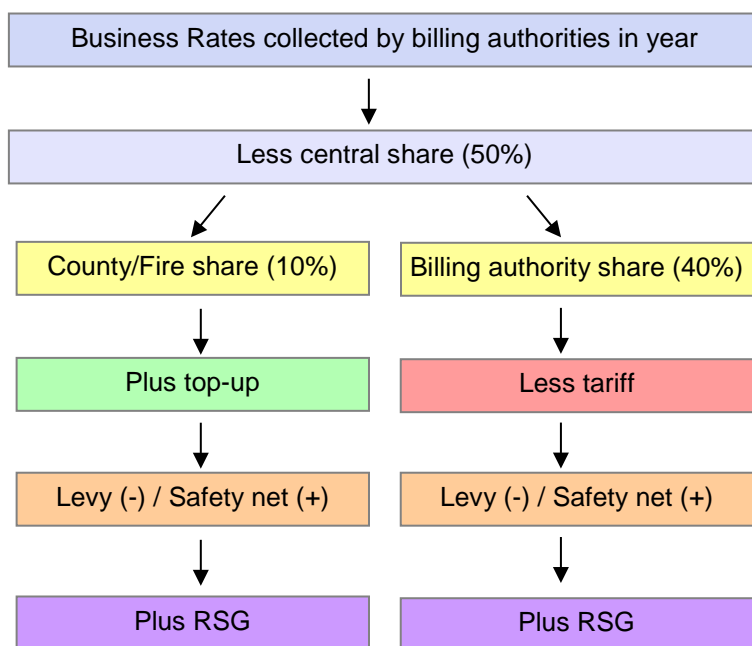 Business Rates collected by billing authorities in year
Less central share (50%)
County/Fire share (10%)
Billing authority share (40%)
Plus top-up
Less tariff
Levy (-) / Safety net (+)
Levy (-) / Safety net (+)
Plus RSG
Plus RSG